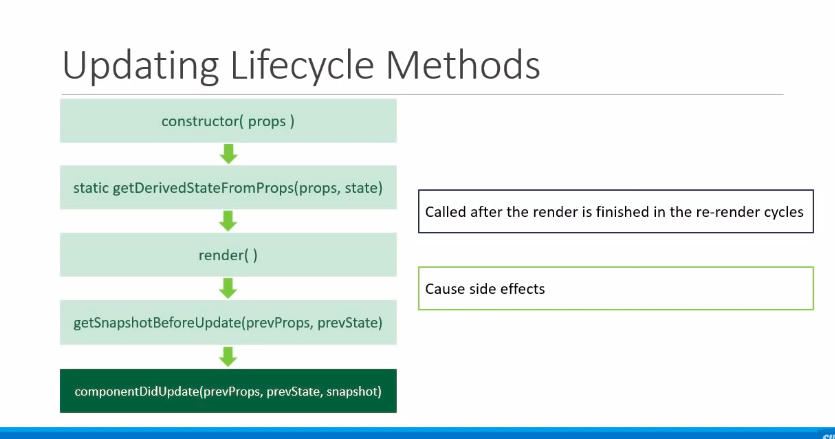 Updating Lifecycle Methods
constructor( props )
static getDerivedStateFromProps(props, state)
render( )
getSnapshotBeforeUpdate(prevProps, prevState)
componentDidUpdate(prevProps, prevState, snapshot)
Called after the render is finished in the re-render cycles
Cause side effects